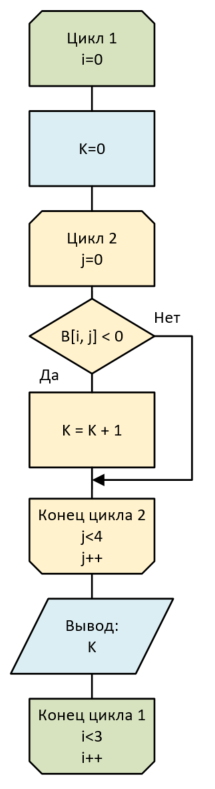 Цикл 1
i=0
K=0
Цикл 2
j=0
B[i, j] < 0
Нет
Да
K = K + 1
Конец цикла 2
j<4
j++
Вывод:
K
Конец цикла 1
i<3
i++